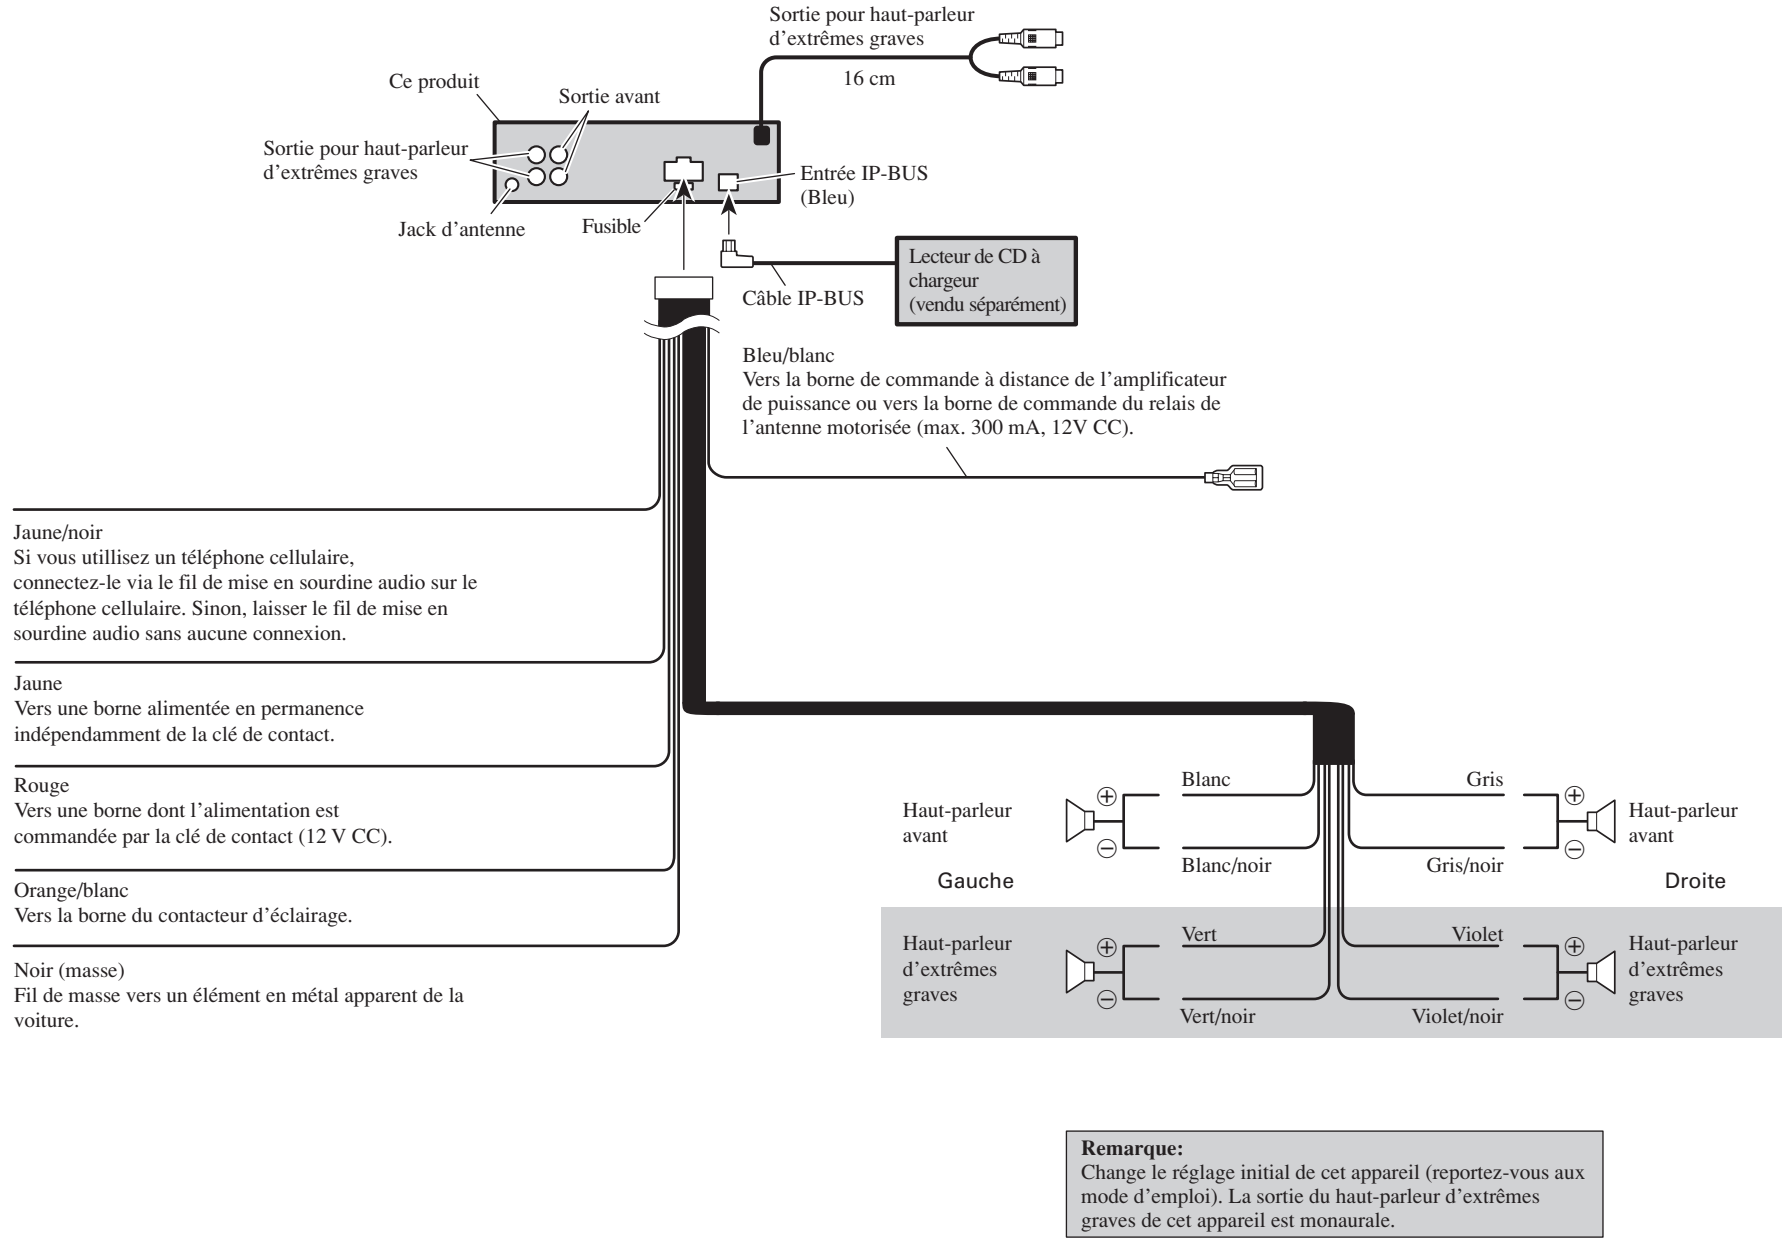 Sortie pour haut-parleur
d’extrêmes graves
16 cm
Ce produit
Sortie avant
Sortie pour haut-parleur
d’extrêmes graves
Entrée IP-BUS
(Bleu)
Jack d’antenne
Fusible
Lecteur de CD à
chargeur
(vendu séparément)
Câble IP-BUS
Bleu/blanc
Vers la borne de commande à distance de l’amplificateur
de puissance ou vers la borne de commande du relais de
l’antenne motorisée (max. 300 mA, 12V CC).
Jaune/noir
Si vous utillisez un téléphone cellulaire,
connectez-le via le fil de mise en sourdine audio sur le
téléphone cellulaire. Sinon, laisser le fil de mise en
sourdine audio sans aucune connexion.
Jaune
Vers une borne alimentée en permanence
indépendamment de la clé de contact.
Rouge
Vers une borne dont l’alimentation est
commandée par la clé de contact (12 V CC).
Orange/blanc
Vers la borne du contacteur d’éclairage.
Noir (masse)
Fil de masse vers un élément en métal apparent de la
voiture.
Haut-parleur
avant
+
−
Blanc
Blanc/noir
Gris
Gris/noir
+
−
Haut-parleur
avant
Gauche
Droite
Haut-parleur
d’extrêmes
graves
+
−
Vert
Vert/noir
Violet
Violet/noir
+
−
Haut-parleur
d’extrêmes
graves
Remarque:
Change le réglage initial de cet appareil (reportez-vous aux
mode d’emploi). La sortie du haut-parleur d’extrêmes
graves de cet appareil est monaurale.